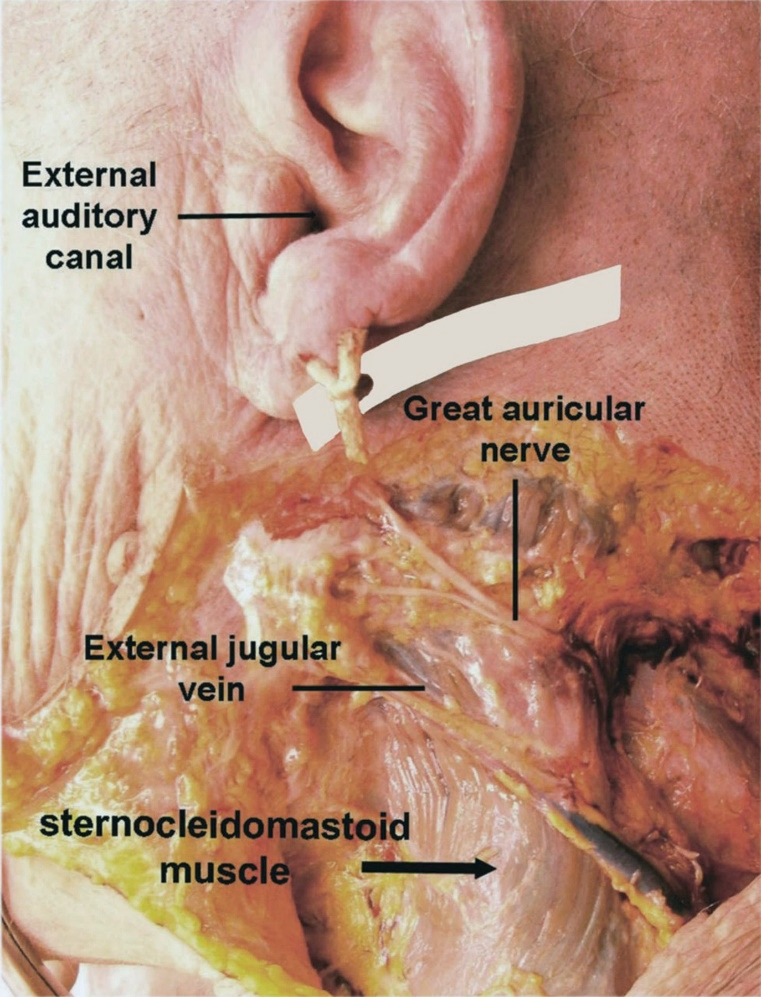 External
auditory
canal
Great auricular
nerve
External jugular
vein
sternocleidomastoid
muscle